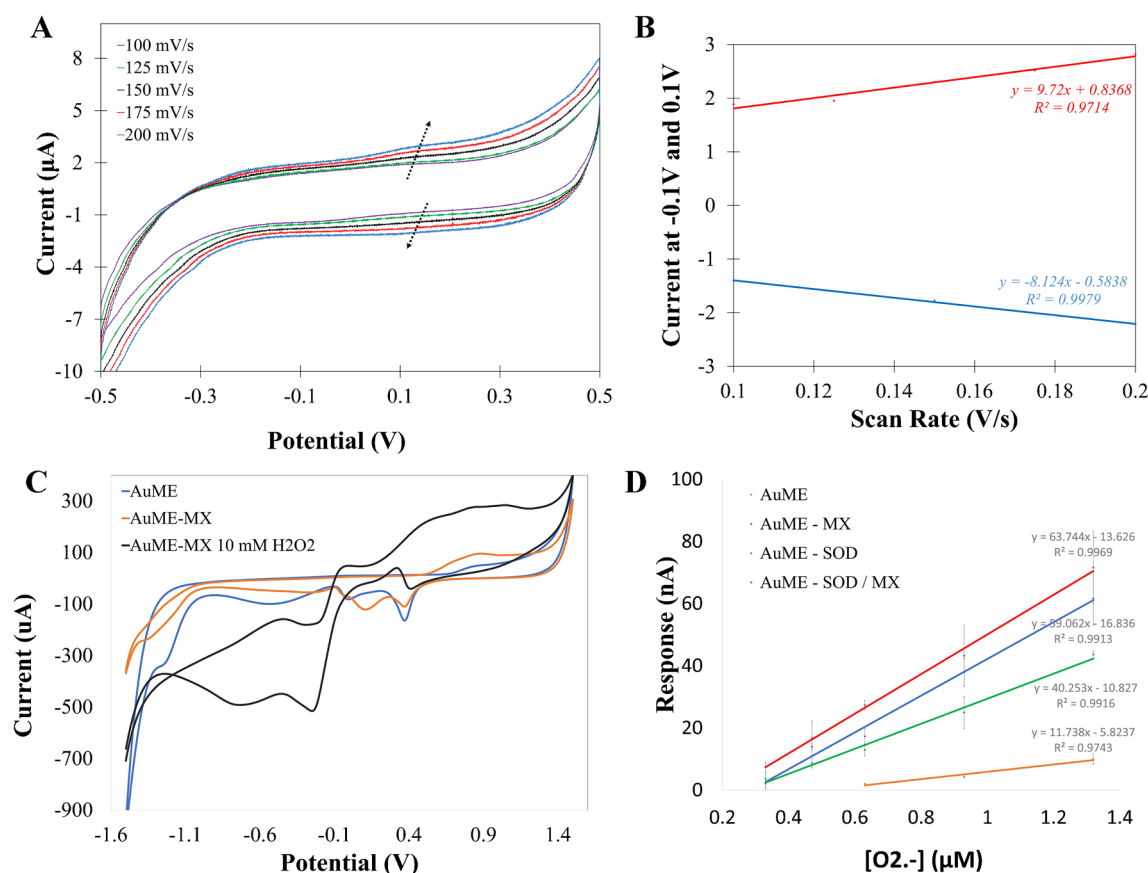 A
−100 mV/s
−125 mV/s
−150 mV/s
−175 mV/s
−200 mV/s
8
5
2
-1
-4
-7
-10
-0.5
-0.3
-0.1
0.1
0.3
0.5
Current (µA)
Potential (V)
B
3
2
1
0
-1
-2
-3
0.1
0.12
0.14
0.16
0.18
0.2
y = 9.72x + 0.8368
R² = 0.9714
y = -8.124x - 0.5838
R² = 0.9979
Current at -0.1V and 0.1V
Scan Rate (V/s)
C
AuME
AuME-MX
AuME-MX 10 mM H2O2
300
100
-100
-300
-500
-700
-900
-1.6
-1.1
-0.6
-0.1
0.4
0.9
1.4
Current (uA)
Potential (V)
D
AuME
AuME - MX
AuME - SOD
AuME - SOD / MX
100
80
60
40
20
0
0.2
0.4
0.6
0.8
1
1.2
1.4
y = 63.744x - 13.626
R² = 0.9969
y = 59.062x - 16.836
R² = 0.9913
y = 40.253x - 10.827
R² = 0.9916
y = 11.738x - 5.8237
R² = 0.9743
Response (nA)
[O2.-] (µM)